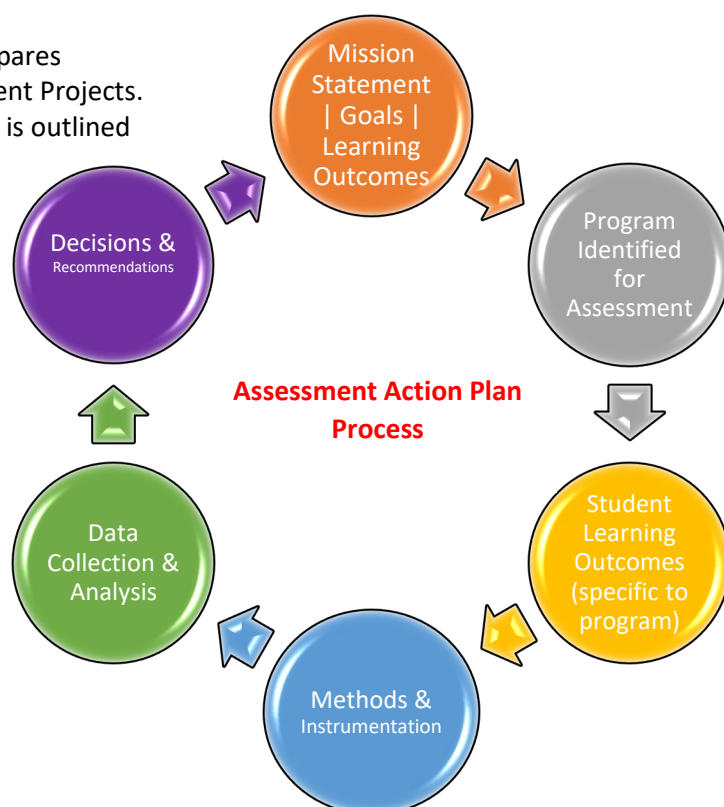 pares
ent Projects.
is outlined
Mission
Statement
| Goals |
Learning
Outcomes
Program
Identified
for
Assessment
Student
Learning
Outcomes
(specific to
program)
Methods &
Instrumentation
Data
Collection &
Analysis
Decisions &
Recommendations
Assessment Action Plan
Process